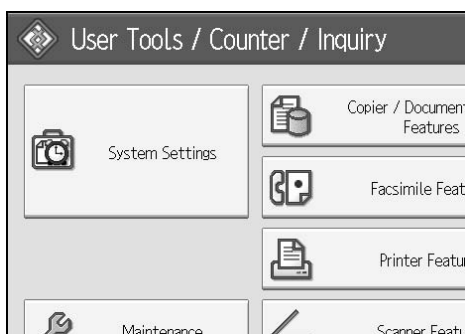 User Tools / Counter / Inquiry
System Settings
Copier / Document
Features
Facsimile Feat
Printer Featur
Maintenance
Scanner Featu